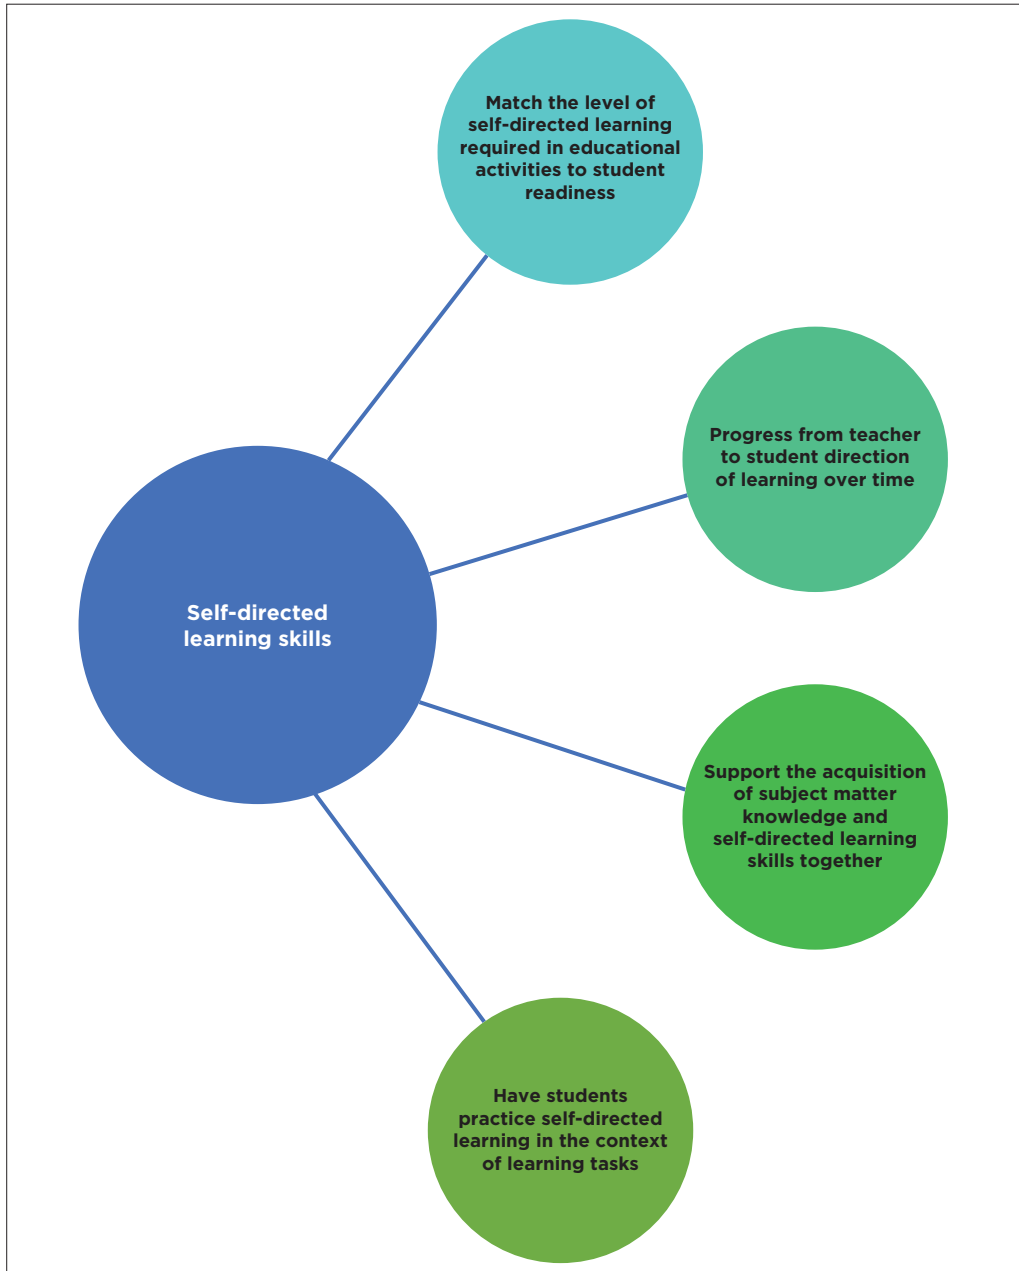 Match the level of
self-directed learning
required in educational
activities to student
readiness
Progress from teacher
to student direction
of learning over time
Self-directed
learning skills
Support the acquisition
of subject matter
knowledge and
self-directed learning
skills together
Have students
practice self-directed
learning in the context
of learning tasks